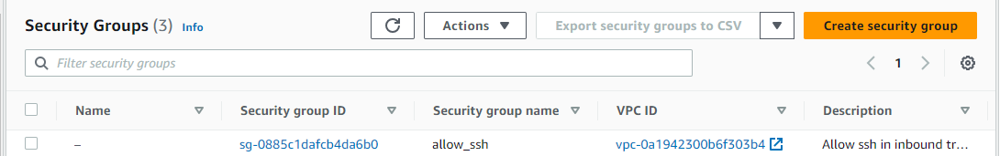 Security Groups (3) Info Actions Export security groups to CSV Create security group
Filter security groups 1
Name Security group ID Security group name VPC ID Description
– sg-0885c1dafcb4da6b0 allow_ssh vpc-0a1942300b6f303b4 Allow ssh in inbound tr...